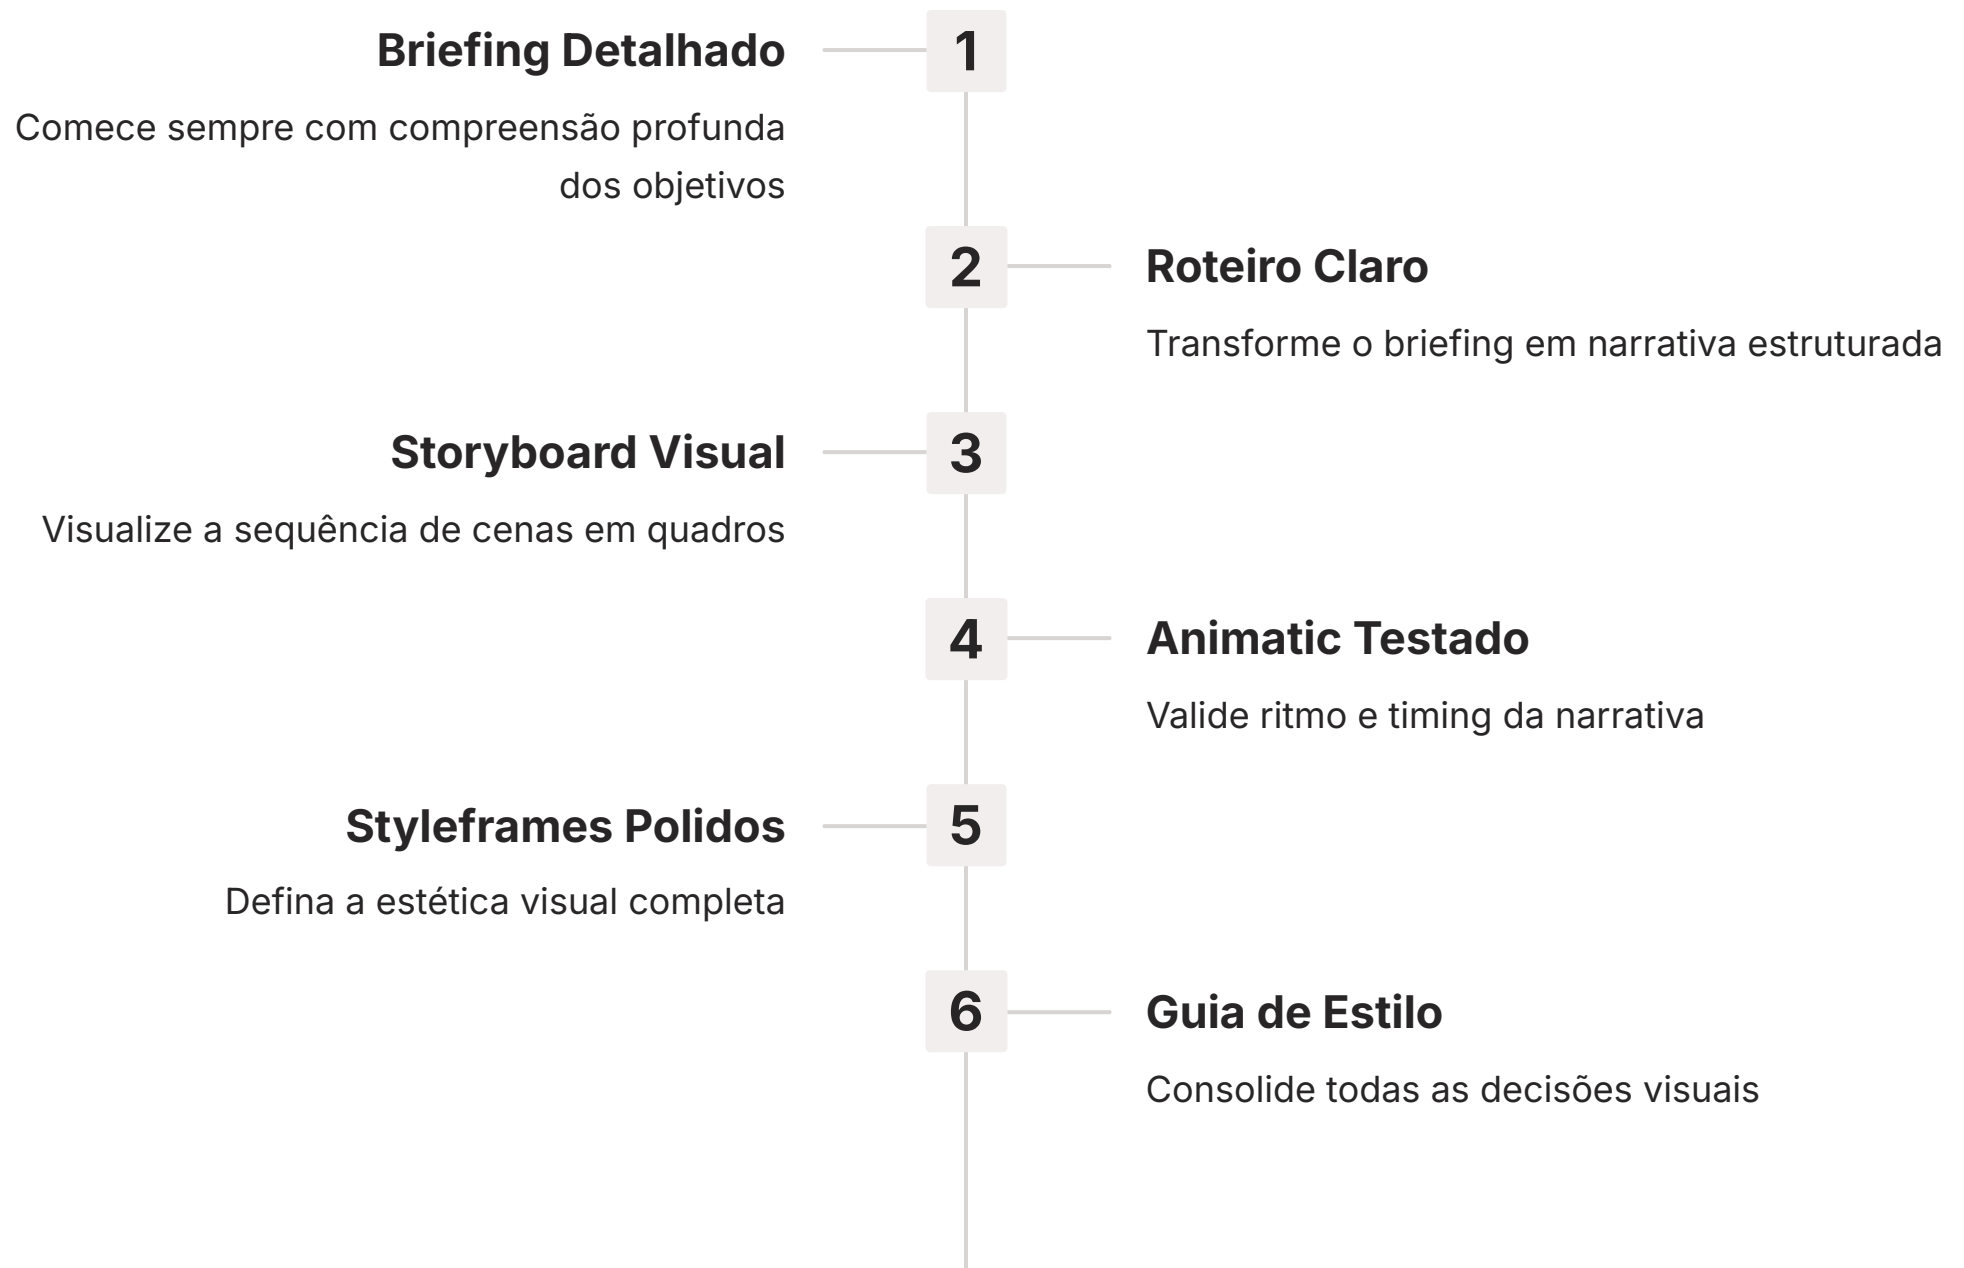 Briefing Detalhado
1
Comece sempre com compreensão profunda
dos objetivos
2
Roteiro Claro
Transforme o briefing em narrativa estruturada
Storyboard Visual
3
Visualize a sequência de cenas em quadros
4
Animatic Testado
Valide ritmo e timing da narrativa
Styleframes Polidos
5
Defina a estética visual completa
6
Guia de Estilo
Consolide todas as decisões visuais